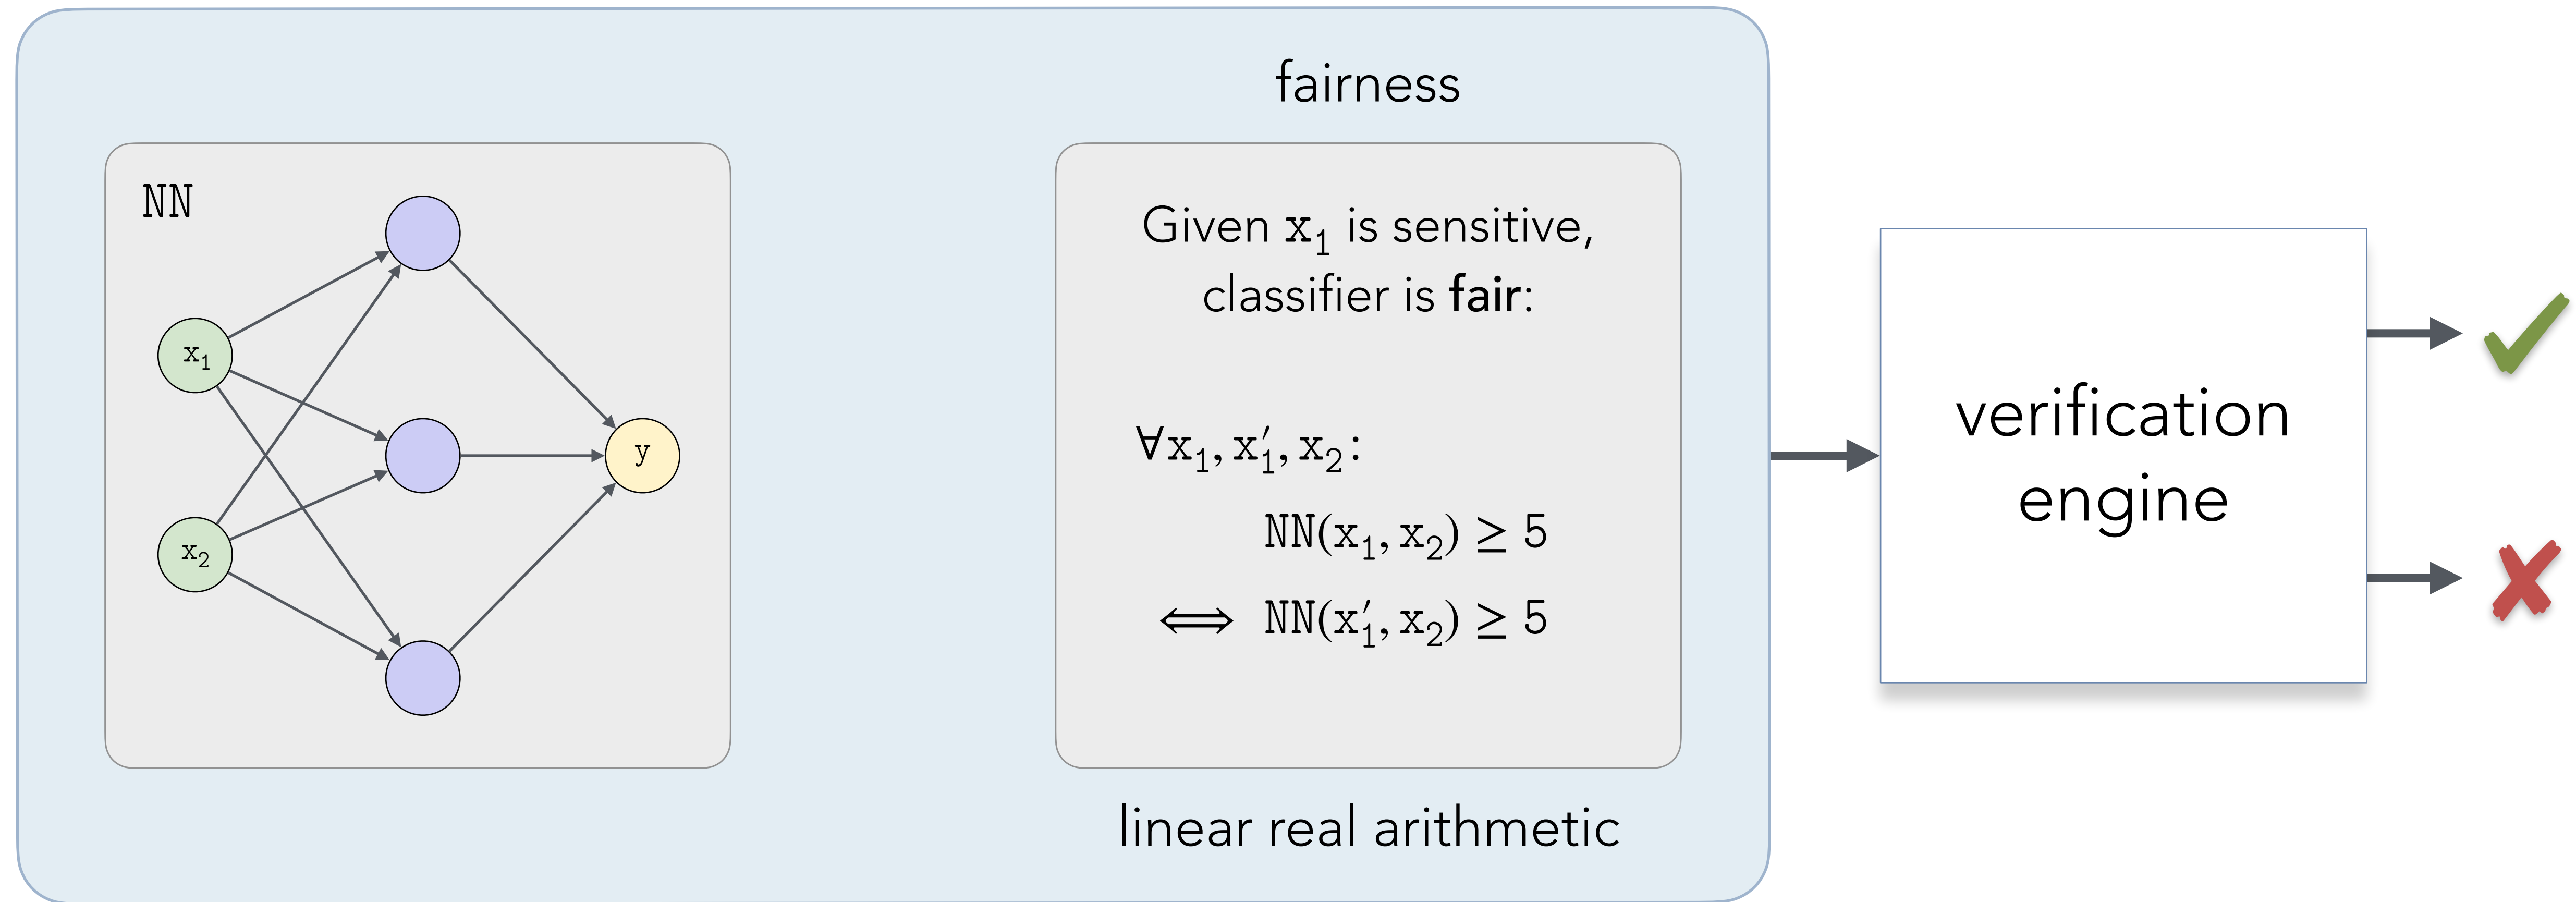 fairness
NN
x₁
x₂
y
Given x₁ is sensitive,
classifier is fair:
∀x₁, x₁′, x₂:
NN(x₁, x₂) ≥ 5
⟺ NN(x₁′, x₂) ≥ 5
linear real arithmetic
verification
engine